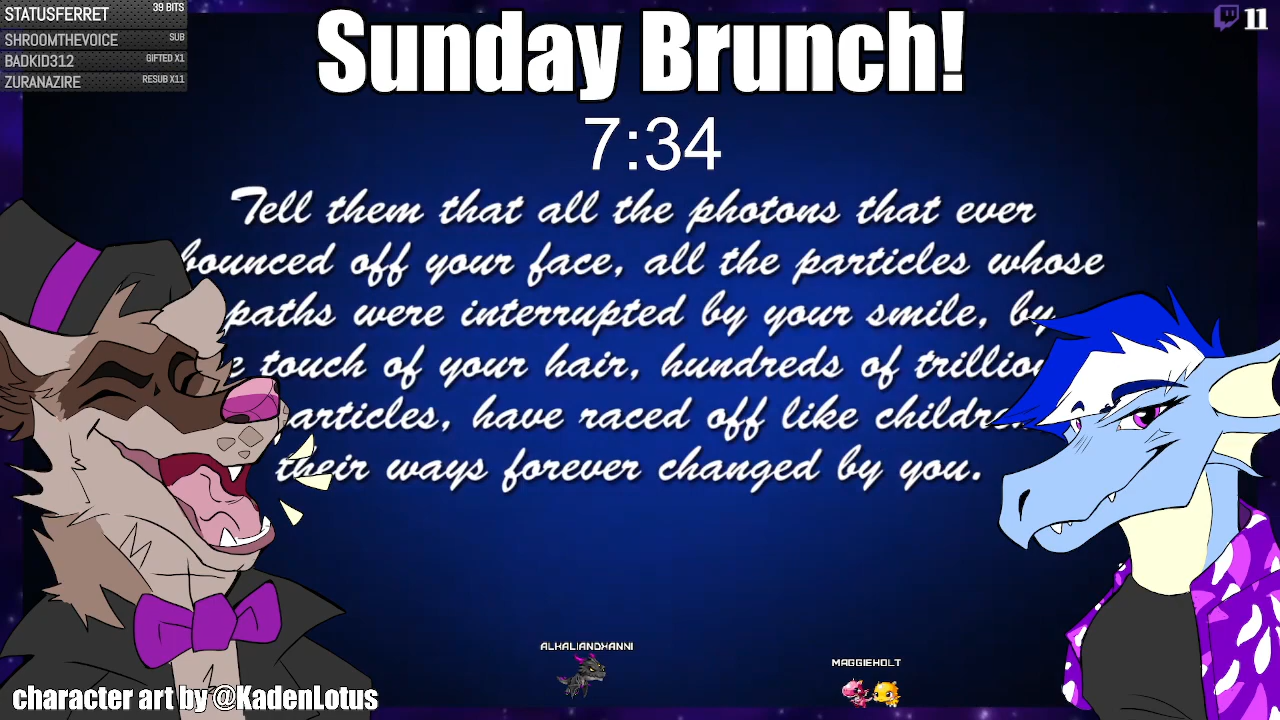 STATUSFERRET 39 BITS
SHROOMTHEVOICE SUB
BADKID312 GIFTED X1
ZURANAZIRE RESUB X11
Sunday Brunch!
11
7:34
Tell them that all the photons that ever
bounced off your face, all the particles whose
paths were interrupted by your smile, by
touch of your hair, hundreds of
have raced off like
their ways forever changed by you.
ALKALIANDXANNI
MAGGIEHOLT
character art by @KadenLotus